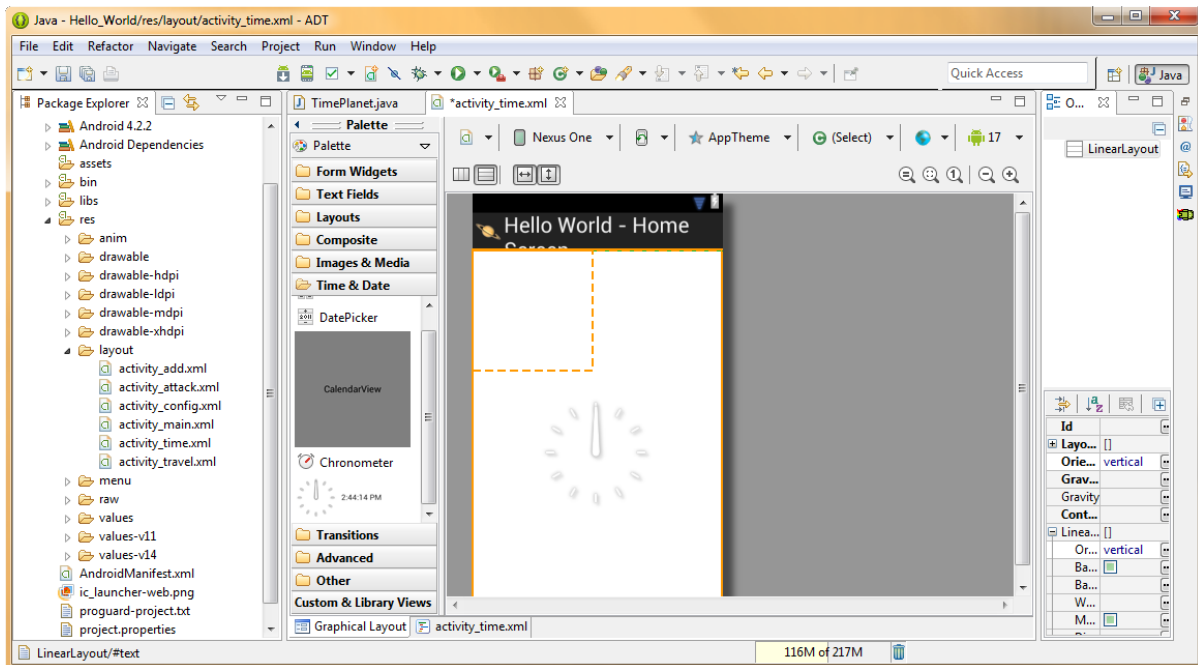 Java - Hello_World/res/layout/activity_time.xml - ADT
File Edit Refactor Navigate Search Project Run Window Help
Quick Access
Java
Package Explorer
Android 4.2.2
Android Dependencies
assets
bin
libs
res
anim
drawable
drawable-hdpi
drawable-ldpi
drawable-mdpi
drawable-xhdpi
layout
activity_add.xml
activity_attack.xml
activity_config.xml
activity_main.xml
activity_time.xml
activity_travel.xml
menu
raw
values
values-v11
values-v14
AndroidManifest.xml
ic_launcher-web.png
proguard-project.txt
project.properties
TimePlanet.java
*activity_time.xml
Palette
Palette
Form Widgets
Text Fields
Layouts
Composite
Images & Media
Time & Date
DatePicker
CalendarView
Chronometer
2:44:14 PM
Transitions
Advanced
Other
Custom & Library Views
Nexus One
AppTheme
(Select)
17
Hello World - Home
Screen
Graphical Layout
activity_time.xml
O...
LinearLayout
Id
Layo... []
Orie... vertical
Grav...
Gravity
Cont...
Linea... []
Or... vertical
Ba...
Ba...
W...
M...
LinearLayout/#text
116M of 217M